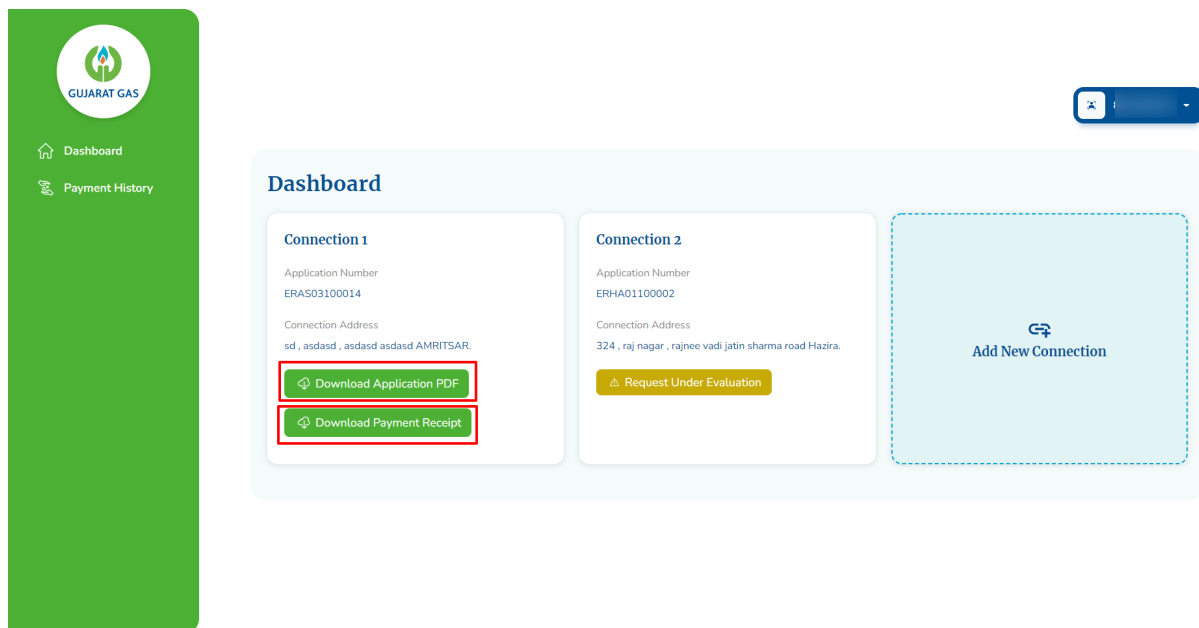 GUJARAT GAS
Dashboard
Payment History
Dashboard
Connection 1
Application Number
ERAS03100014
Connection Address
sd , asdasd , asdasd asdasd AMRITSAR.
Download Application PDF
Download Payment Receipt
Connection 2
Application Number
ERHA01100002
Connection Address
324 , raj nagar , rajnee vadi jatin sharma road Hazira.
Request Under Evaluation
Add New Connection